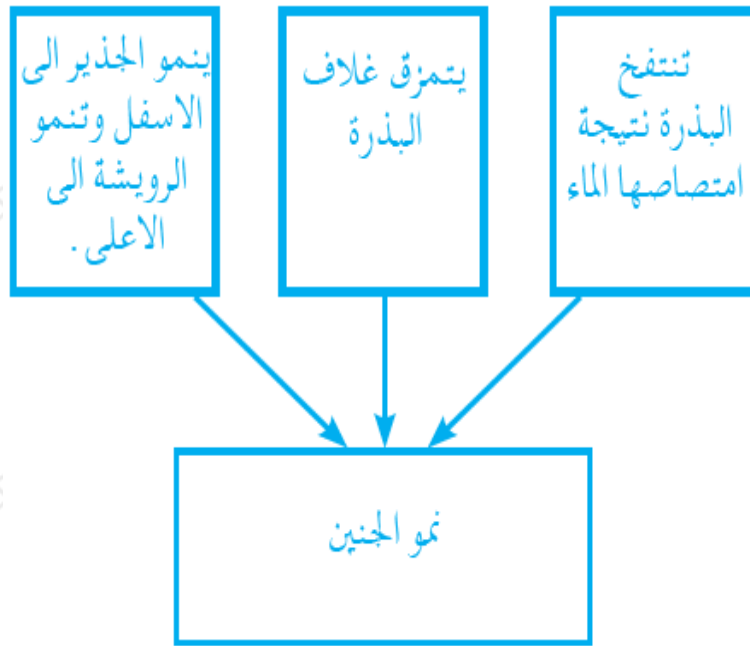 تنتفخ
البذرة نتيجة
امتصاصها الماء
يتمزق غلاف
البذرة
ينمو الجذير الى
الاسفل وتنمو
الرويشة الى
الاعلى .
نمو الجنين